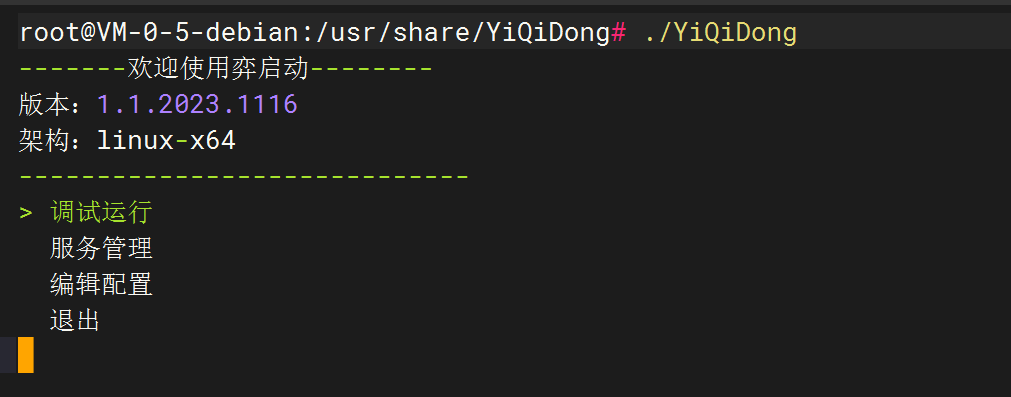 root@VM-0-5-debian:/usr/share/YiQiDong# ./YiQiDong
-------欢迎使用弈启动--------
版本：1.1.2023.1116
架构：linux-x64
-----------------------------
> 调试运行
服务管理
编辑配置
退出